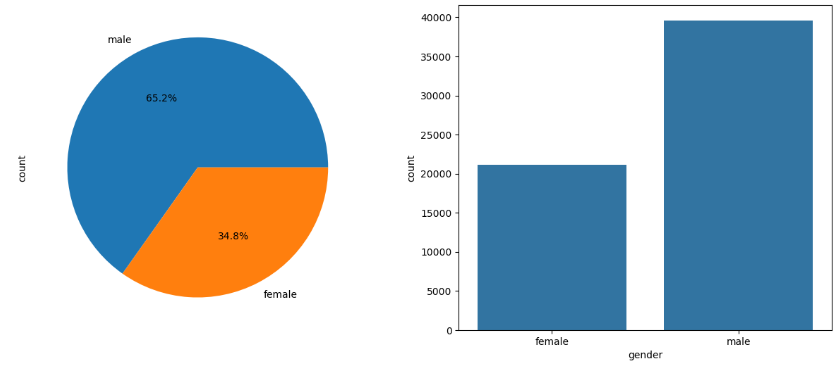 male
65.2%
count
34.8%
female
40000
35000
30000
25000
20000
15000
10000
5000
0
count
female male
gender